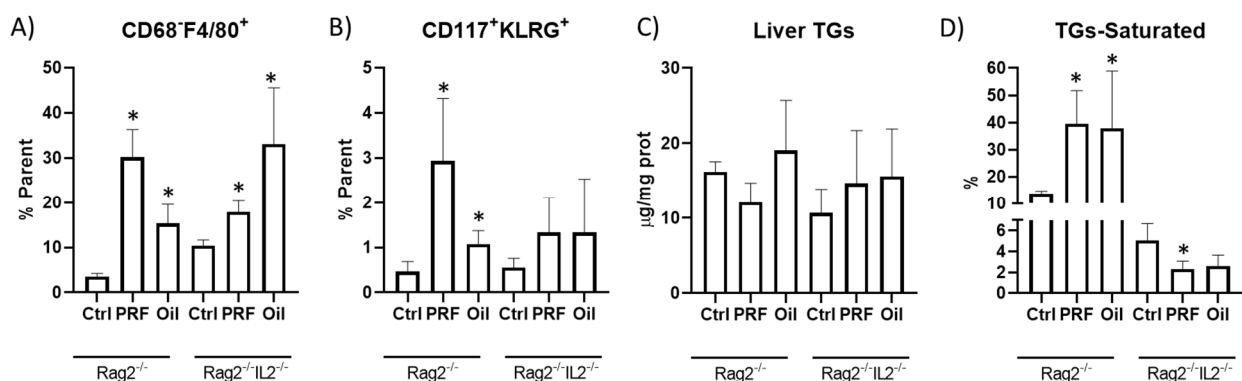 A) CD68⁻F4/80⁺
* * * *
50
40
30
20
10
0
% Parent
Ctrl PRF Oil Ctrl PRF Oil
Rag2⁻/⁻ Rag2⁻/⁻IL2⁻/⁻
B) CD117⁺KLRG⁺
* *
5
4
3
2
1
0
% Parent
Ctrl PRF Oil Ctrl PRF Oil
Rag2⁻/⁻ Rag2⁻/⁻IL2⁻/⁻
C) Liver TGs
30
20
10
0
µg/mg prot
Ctrl PRF Oil Ctrl PRF Oil
Rag2⁻/⁻ Rag2⁻/⁻IL2⁻/⁻
D) TGs-Saturated
* * *
60
50
40
30
20
10
6
4
2
0
%
Ctrl PRF Oil Ctrl PRF Oil
Rag2⁻/⁻ Rag2⁻/⁻IL2⁻/⁻